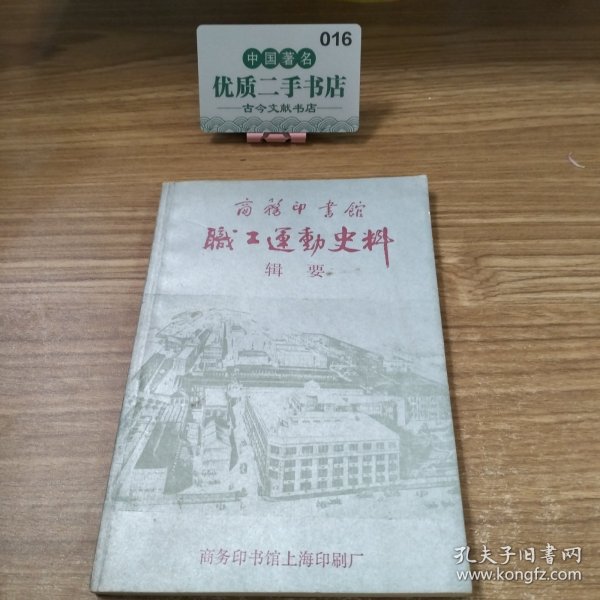 016
中国著名
优质二手书店
古今文献书店
商務印書館
職工運動史料
辑要
商务印书馆上海印刷厂
孔夫子旧书网
www.kongfz.com